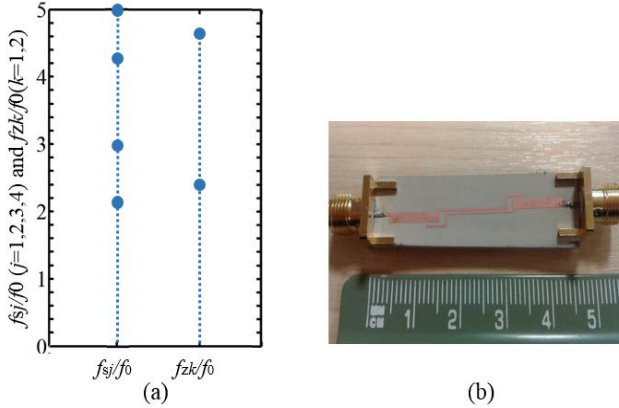 fsj/f0 (j=1,2,3,4) and fzk/f0(k=1,2)
5
4
3
2
1
0
fsj/f0 fzk/f0
(a)
CM 1 2 3 4 5
(b)